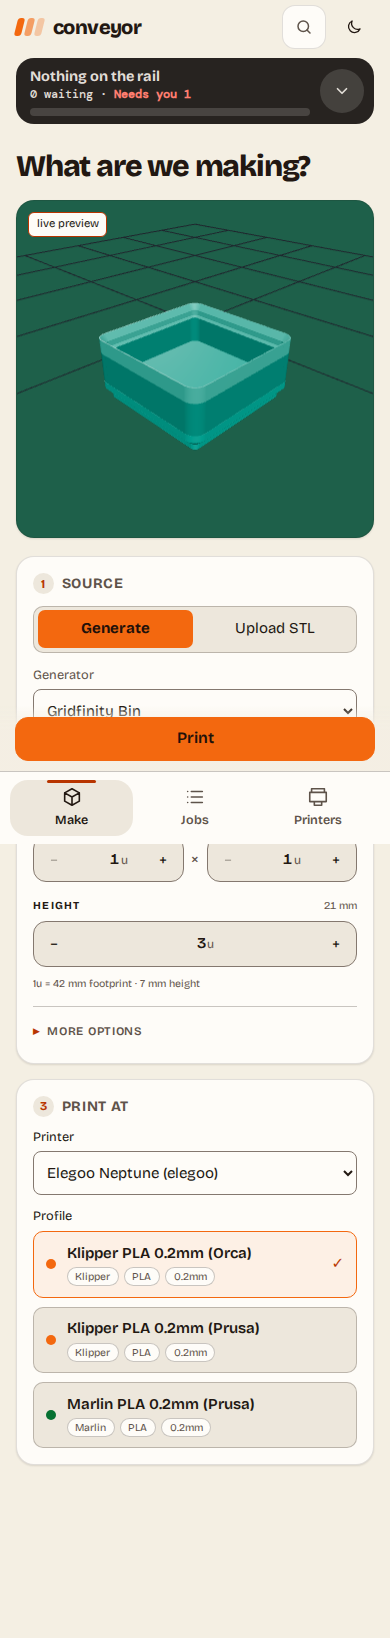 conveyor
Nothing on the rail
0 waiting · Needs you 1
What are we making?
live preview
1 SOURCE
Generate
Upload STL
Generator
Gridfinity Bin
Print
Make
Jobs
Printers
− 1 u + × − 1 u +
HEIGHT 21 mm
− 3 u +
1u = 42 mm footprint · 7 mm height
▸ MORE OPTIONS
3 PRINT AT
Printer
Elegoo Neptune (elegoo)
Profile
Klipper PLA 0.2mm (Orca) ✓
Klipper PLA 0.2mm
Klipper PLA 0.2mm (Prusa)
Klipper PLA 0.2mm
Marlin PLA 0.2mm (Prusa)
Marlin PLA 0.2mm